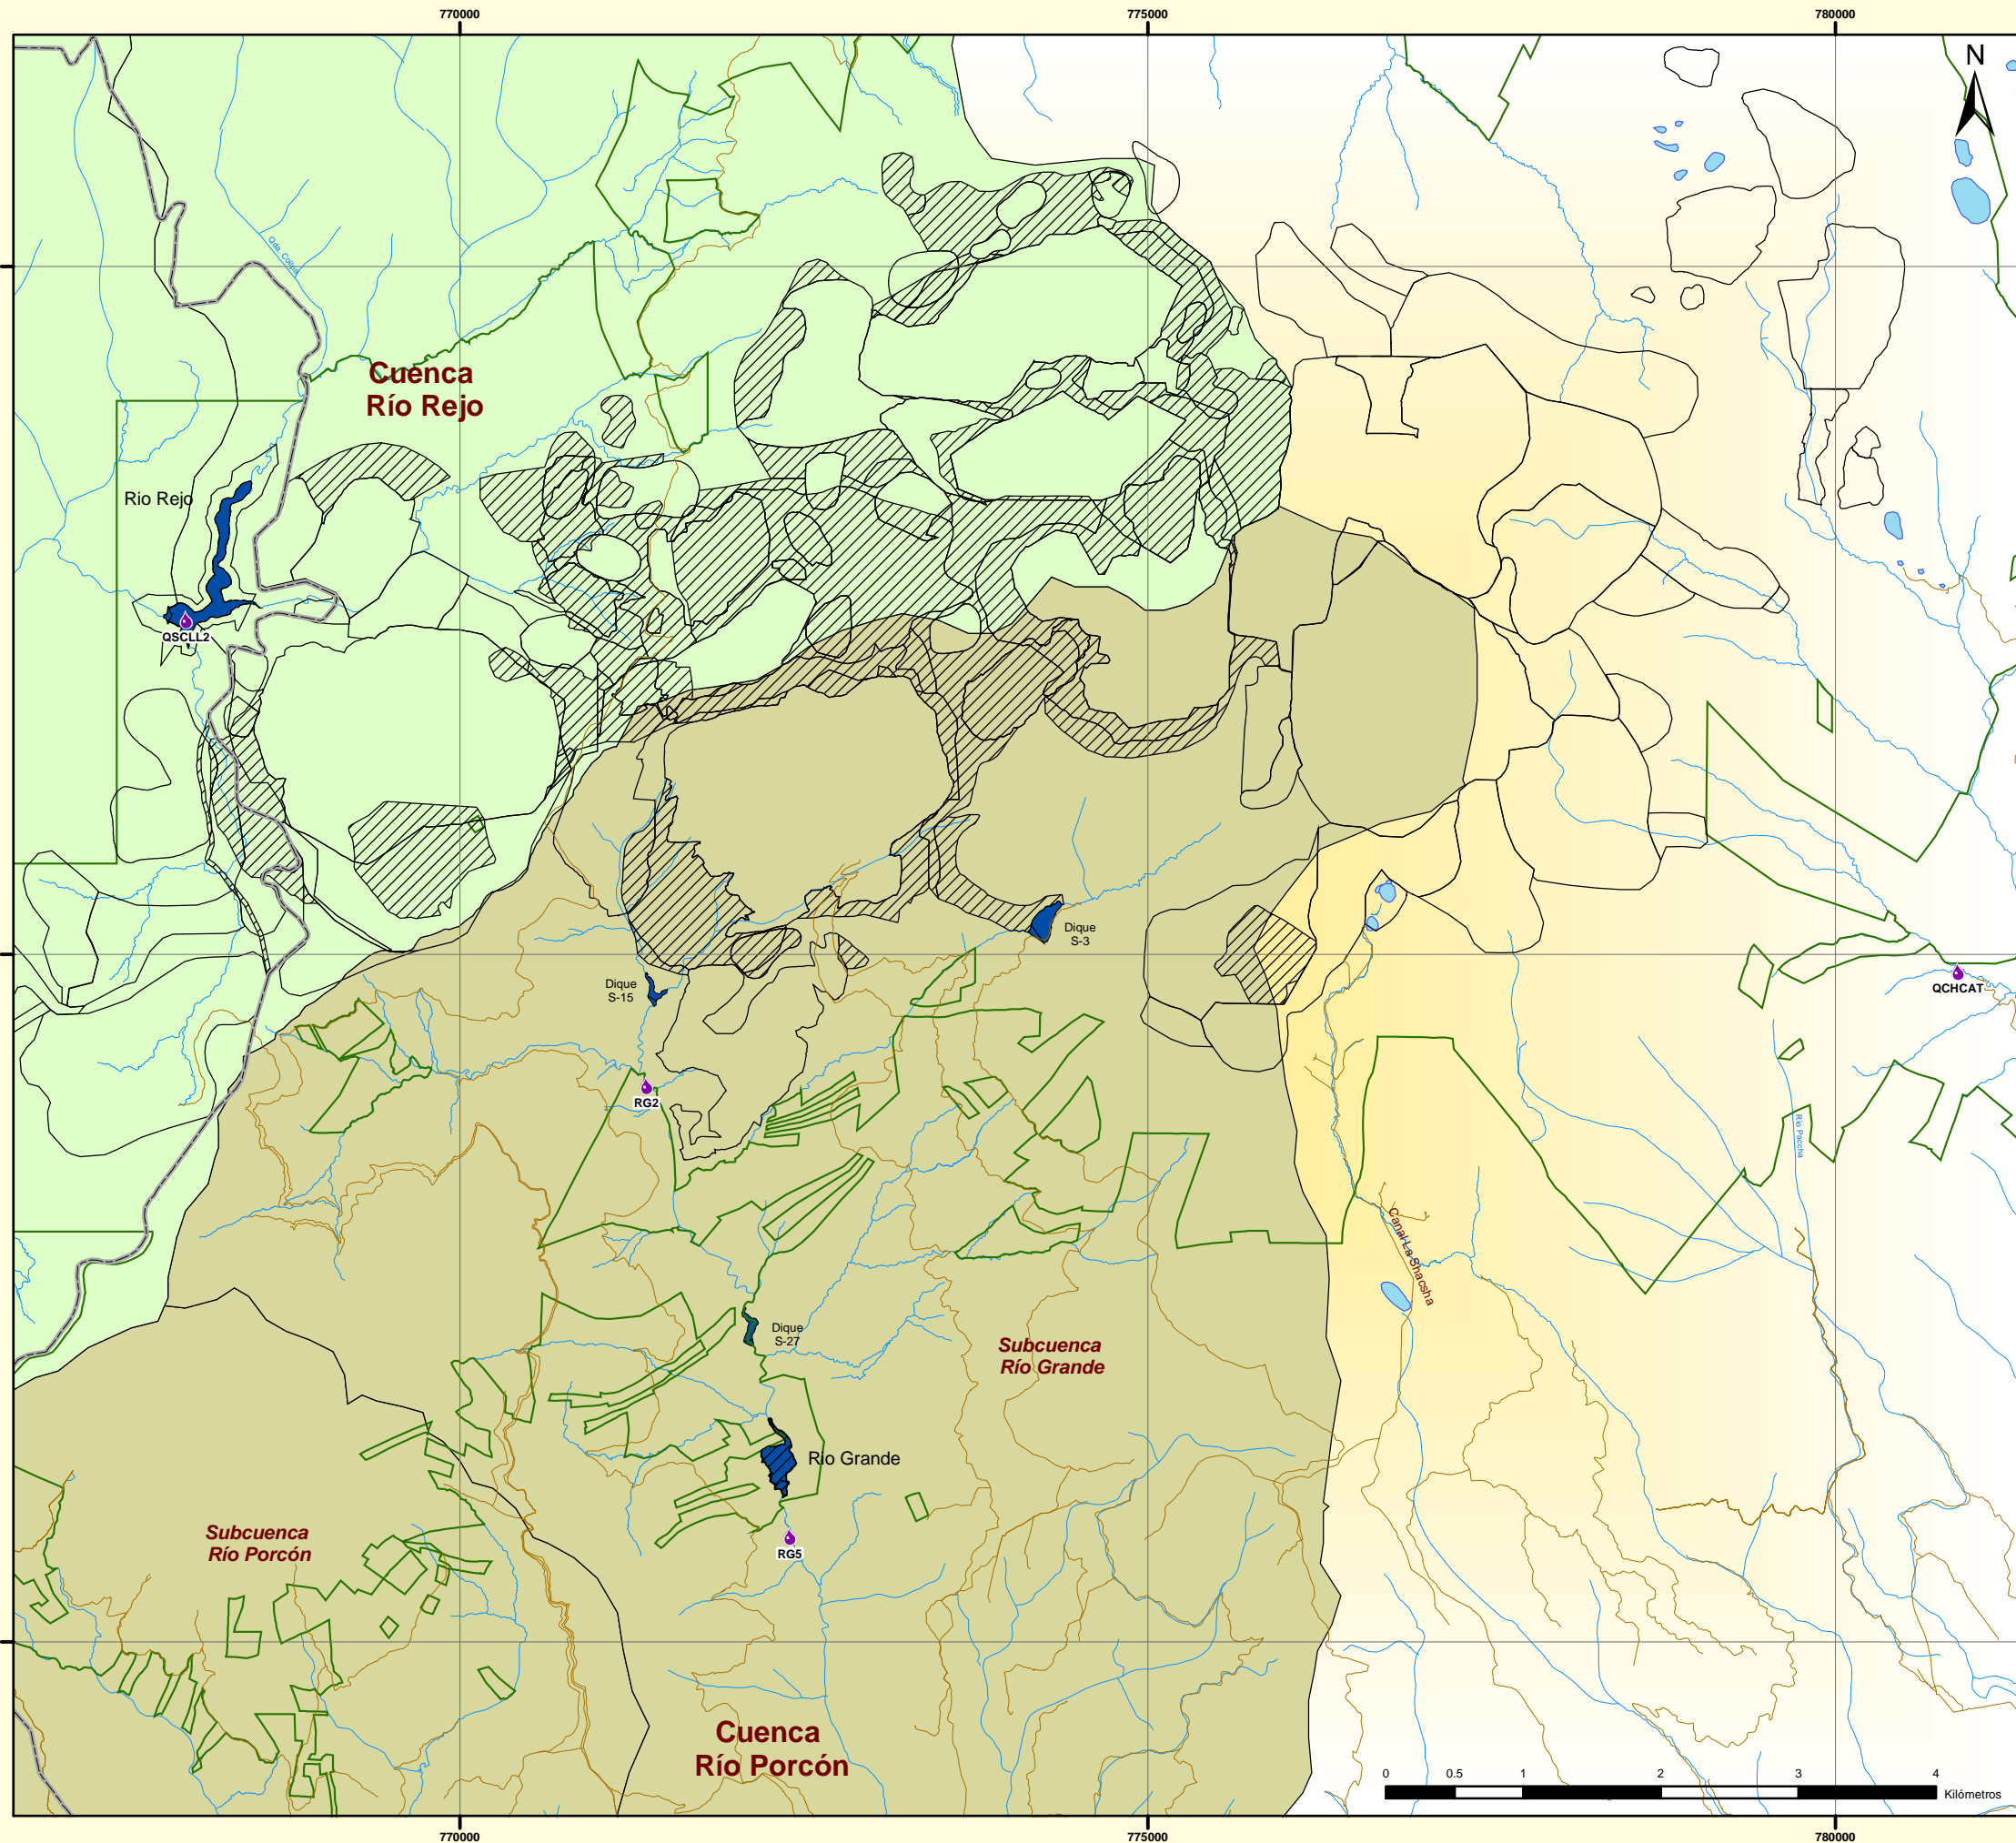 770000
775000
780000
N
Qda. Collpa
Cuenca
Río Rejo
Rio Rejo
QSCLL2
Dique
S-3
Dique
S-15
QCHCAT
RG2
Río Paccha
Canal La Shacsha
Dique
S-27
Subcuenca
Río Grande
Rio Grande
Subcuenca
Río Porcón
RG5
Cuenca
Río Porcón
0 0.5 1 2 3 4
Kilómetros
770000
775000
780000